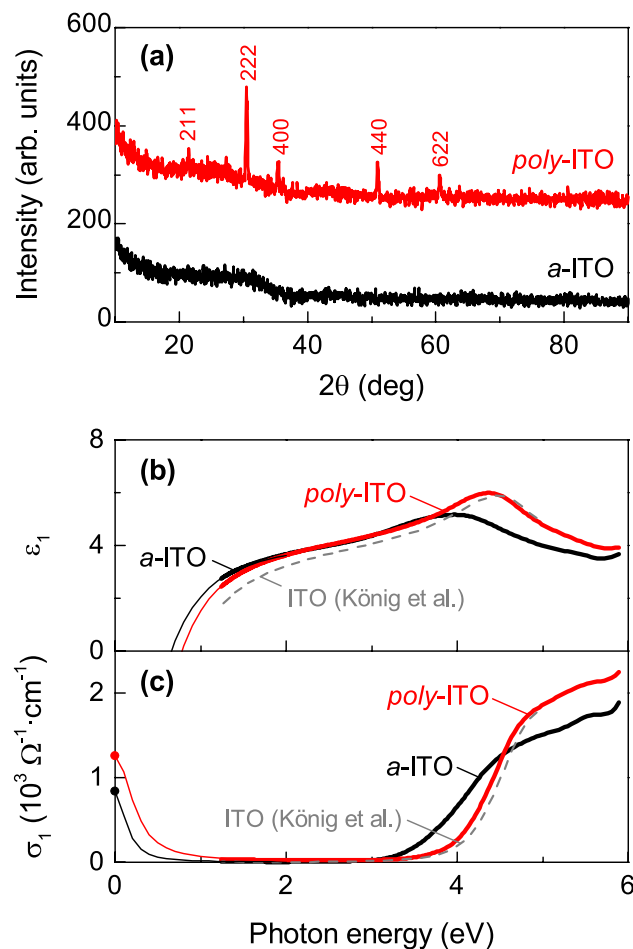 600
(a)
222
400
211
400
440
622
poly-ITO
200
a-ITO
0
20
40
60
80
2θ (deg)
Intensity (arb. units)
8
(b)
poly-ITO
4
a-ITO
ITO (König et al.)
ε₁
0
(c)
2
poly-ITO
a-ITO
1
ITO (König et al.)
σ₁ (10³ Ω⁻¹·cm⁻¹)
0
0
2
4
6
Photon energy (eV)